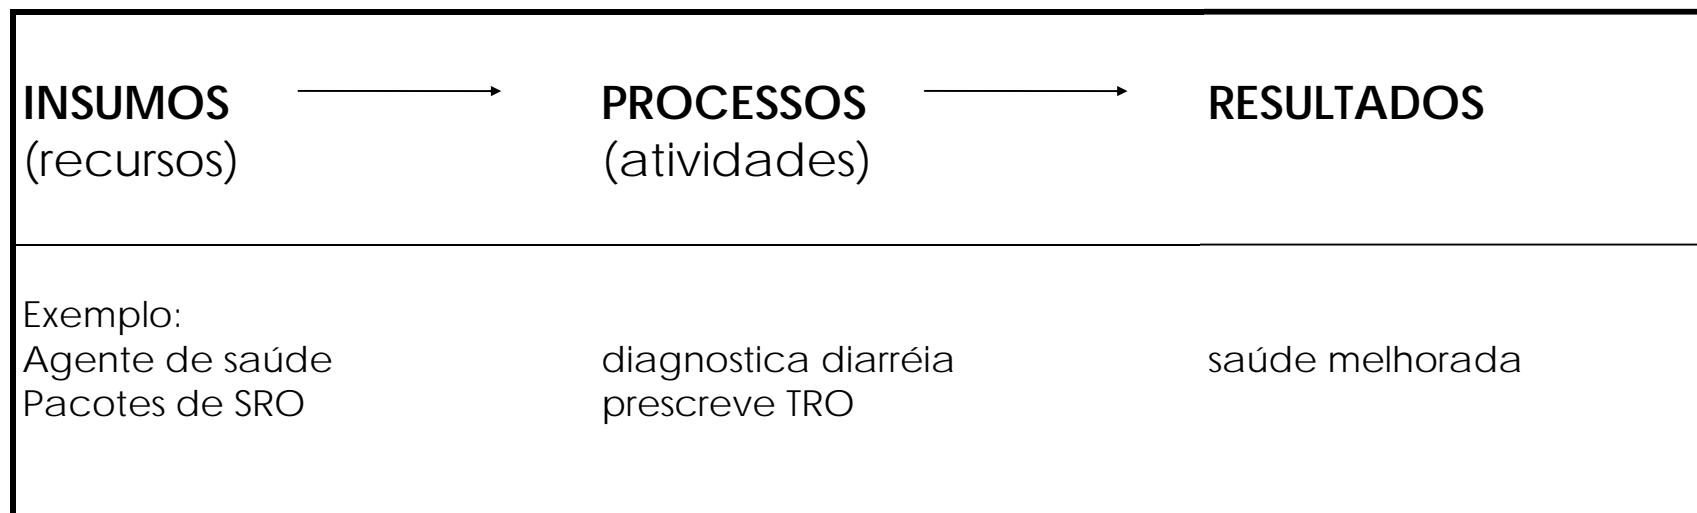 INSUMOS PROCESSOS RESULTADOS
(recursos) (atividades)
Exemplo:
Agente de saúde diagnostica diarréia saúde melhorada
Pacotes de SRO prescreve TRO